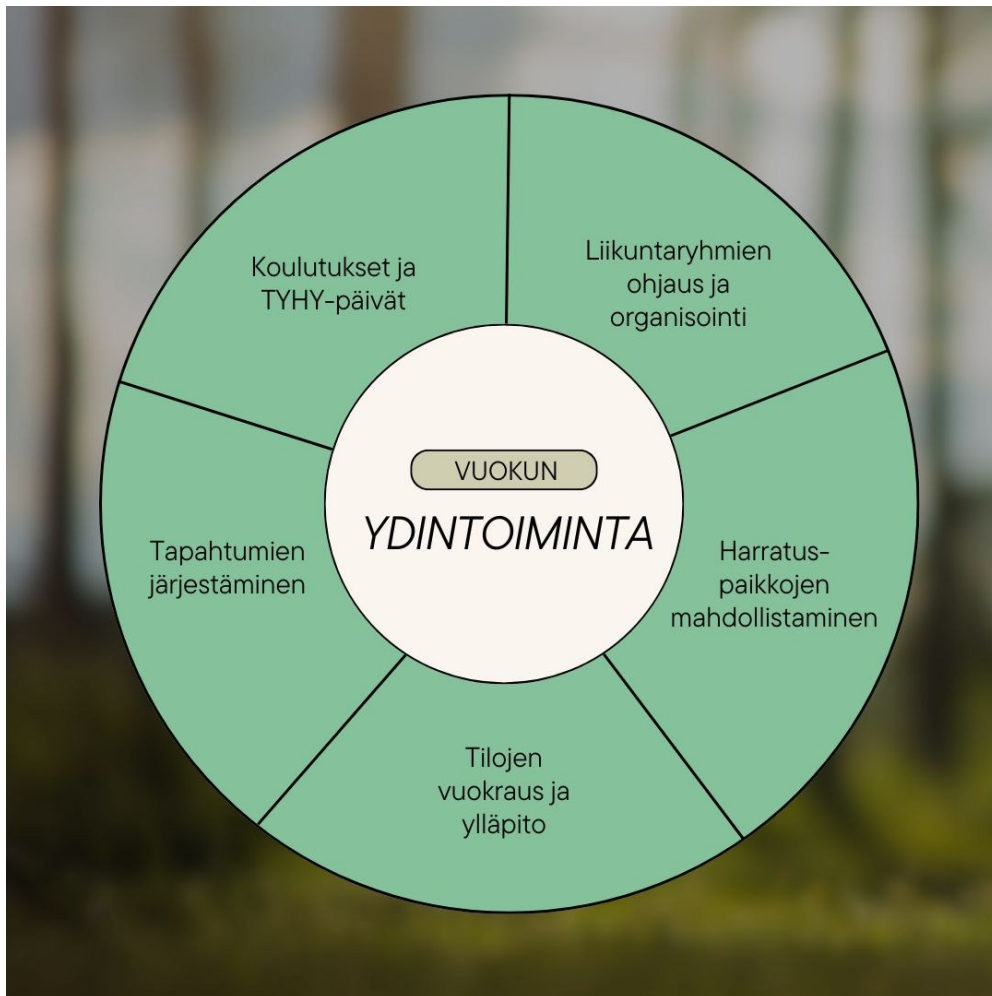 VUOKUN
YDINTOIMINTA
Liikuntaryhmien
ohjaus ja
organisointi
Harratus-
paikkojen
mahdollistaminen
Tilojen
vuokraus ja
ylläpito
Tapahtumien
järjestäminen
Koulutukset ja
TYHY-päivät